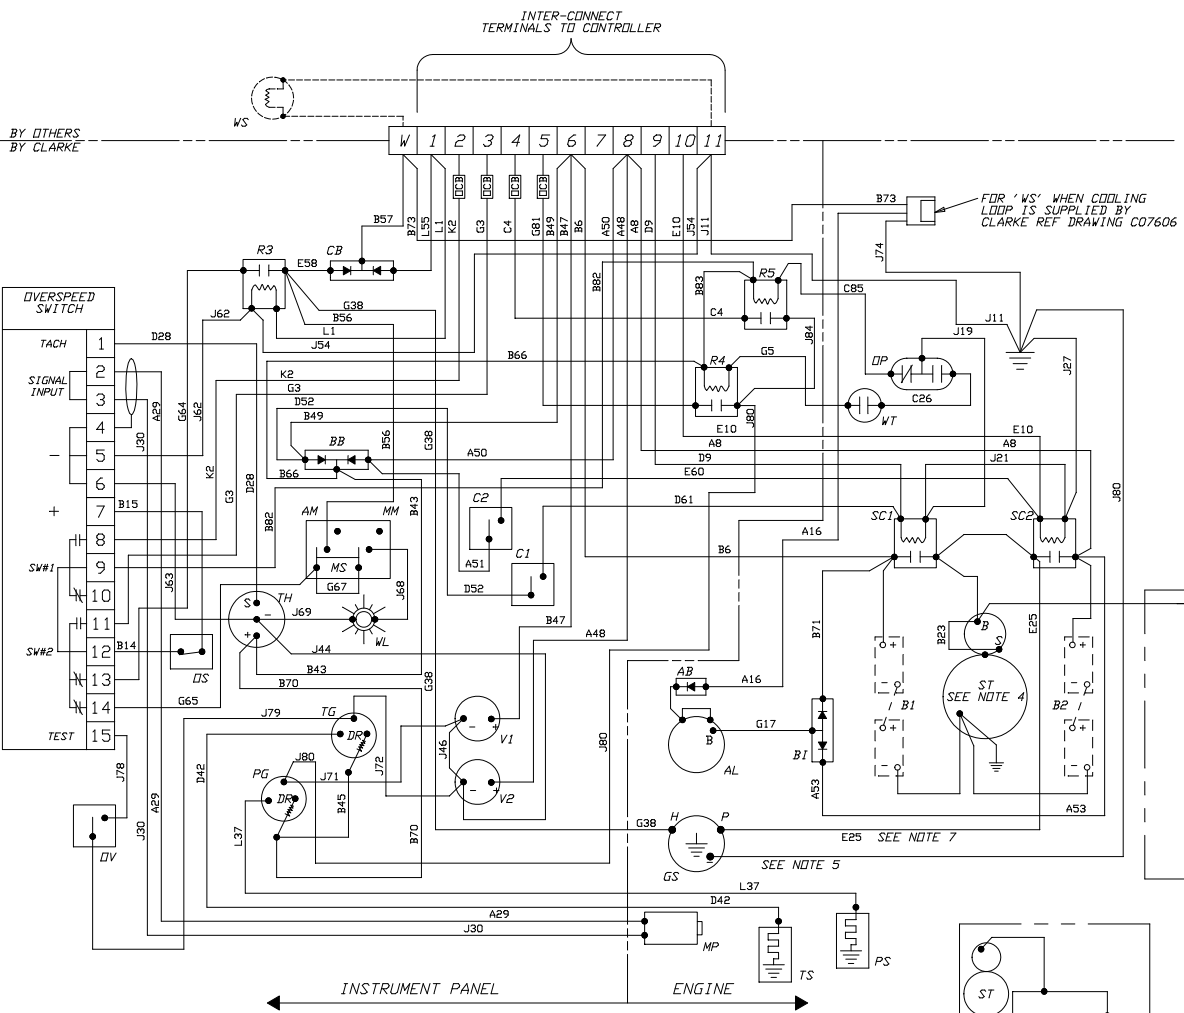 INTER-CONNECT
TERMINALS TO CONTROLLER
WS
BY OTHERS
BY CLARKE
W 1 2 3 4 5 6 7 8 9 10 11
OCB OCB OCB OCB
B57 B73 L55 L1 K2 G3 C4 G81 B49 B47 B6 A50 A48 A8 D9 E10 J54 J11
B73
FOR 'WS' WHEN COOLING
LOOP IS SUPPLIED BY
CLARKE REF DRAWING C07606
J74
R3 E58 CB
B82 B83 R5 C85
OVERSPEED
SWITCH
J62 G38
B56
L1
J54
C4 J84 J11
J19
TACH 1 D28
B66 R4 G5 OP J27
2
SIGNAL
INPUT
3
K2
G3
A29 G64 J62
D52
B49
C26
WT
J80
4 J30
B56 G38
E10 E10
A8 A8
- 5
BB
A50
D9 J21
6
K2 G3 D28 B66 B43
E60
J80
+ 7 B15
B82 AM MM C2
D61
SC1 SC2
8
A16
SW#1 9
J63 MS A51 C1
B6
10
G67 J68 D52
TH S - +
J69
WL
11
B47
A48
B71 B23 B S E25
SW#2 12 B14
OS
J44
13
B43
B70
G38
AB A16
ST
SEE NOTE 4
14 G65
B1 B2
TEST 15
J79 TG
DR
- + V1
G17
B
AL
BI
J78 D42
PG J80
J71 J72 J46
DR
- + V2
J80
A53 A53
A29 J30 OV
L37 B45 B70
G38 H P
E25 SEE NOTE 7
-
GS
SEE NOTE 5
L37
D42
A29
J30
MP TS PS
INSTRUMENT PANEL ENGINE
ST